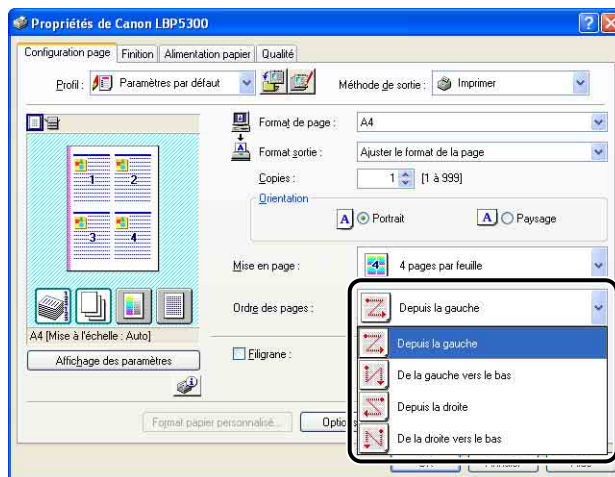 Propriétés de Canon LBP5300
Configuration page Finition Alimentation papier Qualité
Profil : Paramètres par défaut Méthode de sortie : Imprimer
Format de page : A4
Format sortie : Ajuster le format de la page
Copies : 1 [1 à 999]
Orientation
A Portrait A Paysage
1 2
3 4
Mise en page : 4 4 pages par feuille
Ordre des pages : Depuis la gauche
A4 [Mise à l'échelle : Auto]
Depuis la gauche
Affichage des paramètres
Filigrane :
De la gauche vers le bas
Depuis la droite
Format papier personnalisé...
De la droite vers le bas